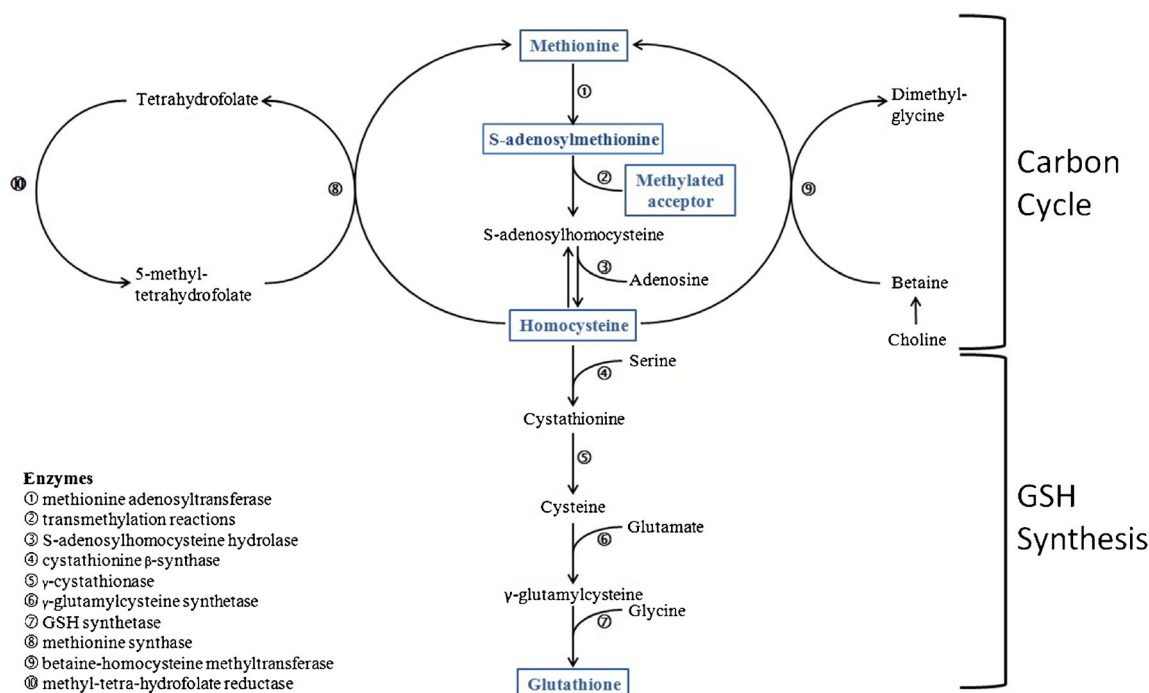 Methionine
①
Tetrahydrofolate
Dimethyl-
glycine
S-adenosylmethionine
⑩
⑧
②
Methylated
acceptor
⑨
Carbon
Cycle
S-adenosylhomocysteine
③
Adenosine
5-methyl-
tetrahydrofolate
Betaine
Homocysteine
Choline
Serine
④
Cystathionine
⑤
Cysteine
Glutamate
⑥
γ-glutamylcysteine
Glycine
⑦
Glutathione
GSH
Synthesis
Enzymes
① methionine adenosyltransferase
② transmethylation reactions
③ S-adenosylhomocysteine hydrolase
④ cystathionine β-synthase
⑤ γ-cystathionase
⑥ γ-glutamylcysteine synthetase
⑦ GSH synthetase
⑧ methionine synthase
⑨ betaine-homocysteine methyltransferase
⑩ methyl-tetra-hydrofolate reductase